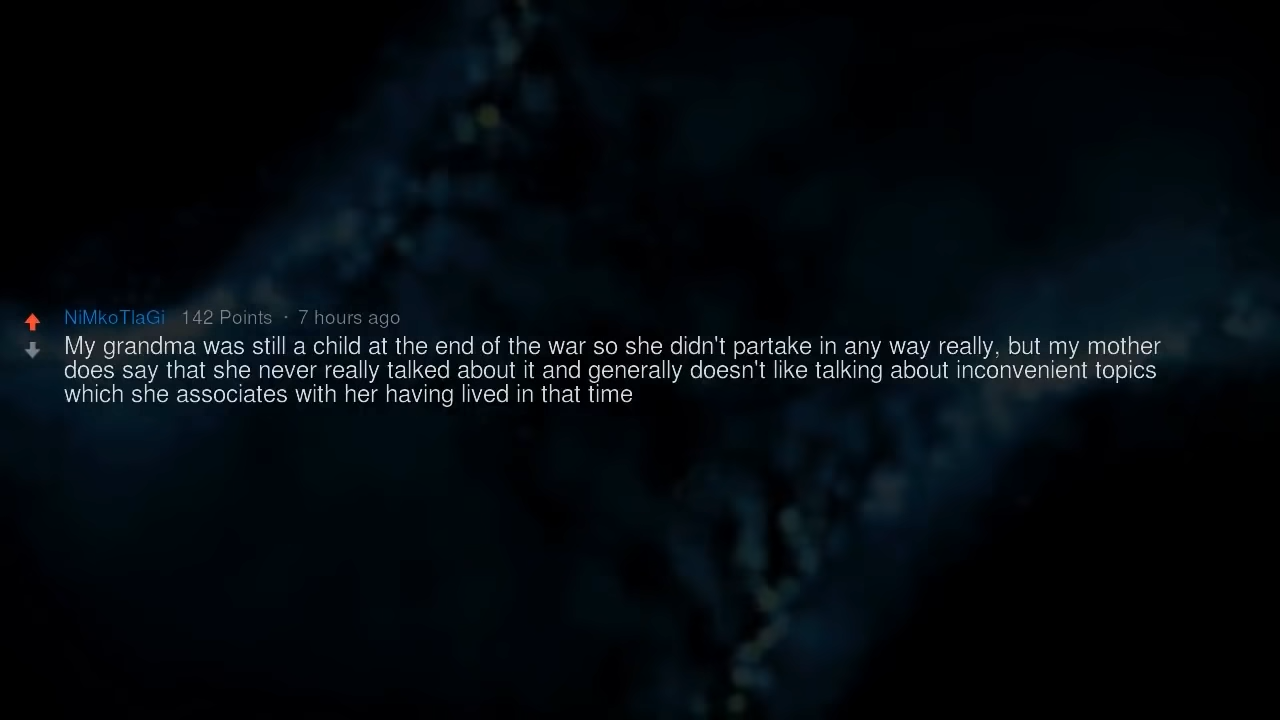 NiMkoTlaGi 142 Points · 7 hours ago
My grandma was still a child at the end of the war so she didn't partake in any way really, but my mother
does say that she never really talked about it and generally doesn't like talking about inconvenient topics
which she associates with her having lived in that time